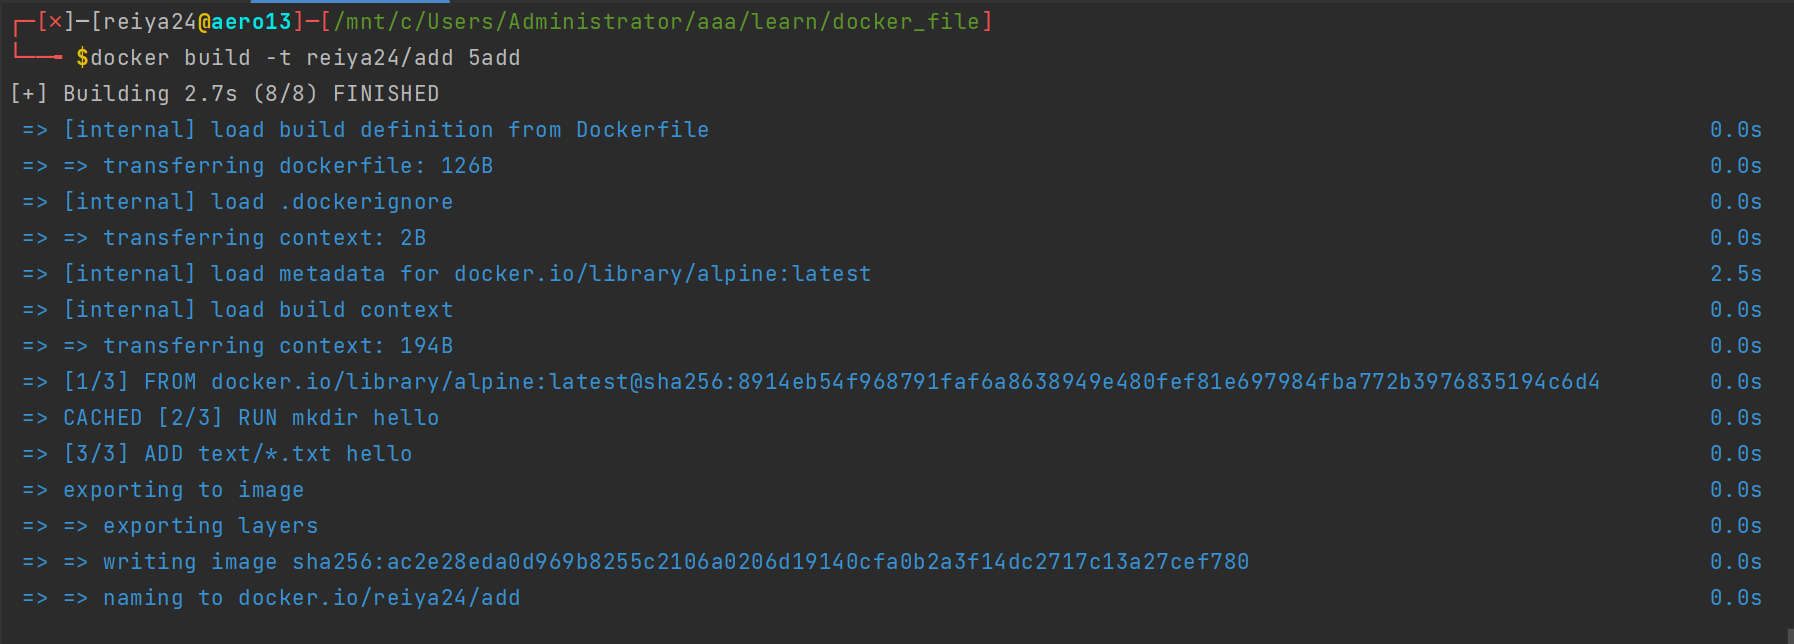 ┌─[×]─[reiya24@aero13]─[/mnt/c/Users/Administrator/aaa/learn/docker_file]
└──╼ $docker build -t reiya24/add 5add
[+] Building 2.7s (8/8) FINISHED
=> [internal] load build definition from Dockerfile 0.0s
=> => transferring dockerfile: 126B 0.0s
=> [internal] load .dockerignore 0.0s
=> => transferring context: 2B 0.0s
=> [internal] load metadata for docker.io/library/alpine:latest 2.5s
=> [internal] load build context 0.0s
=> => transferring context: 194B 0.0s
=> [1/3] FROM docker.io/library/alpine:latest@sha256:8914eb54f968791faf6a8638949e480fef81e697984fba772b3976835194c6d4 0.0s
=> CACHED [2/3] RUN mkdir hello 0.0s
=> [3/3] ADD text/*.txt hello 0.0s
=> exporting to image 0.0s
=> => exporting layers 0.0s
=> => writing image sha256:ac2e28eda0d969b8255c2106a0206d19140cfa0b2a3f14dc2717c13a27cef780 0.0s
=> => naming to docker.io/reiya24/add 0.0s